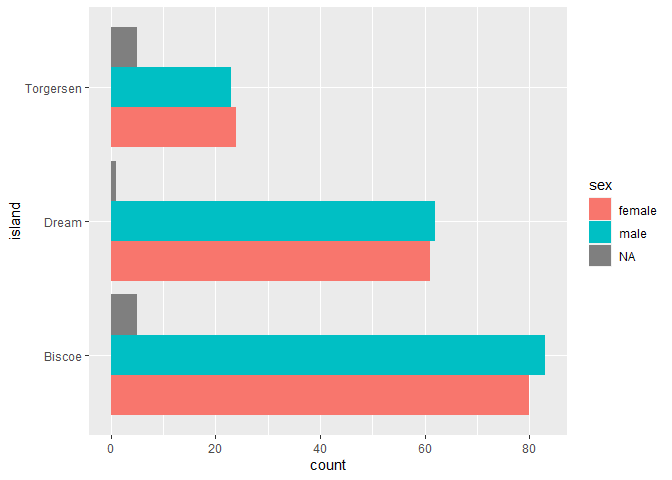 Torgersen
Dream
Biscoe
island
0 20 40 60 80
count
sex
female
male
NA